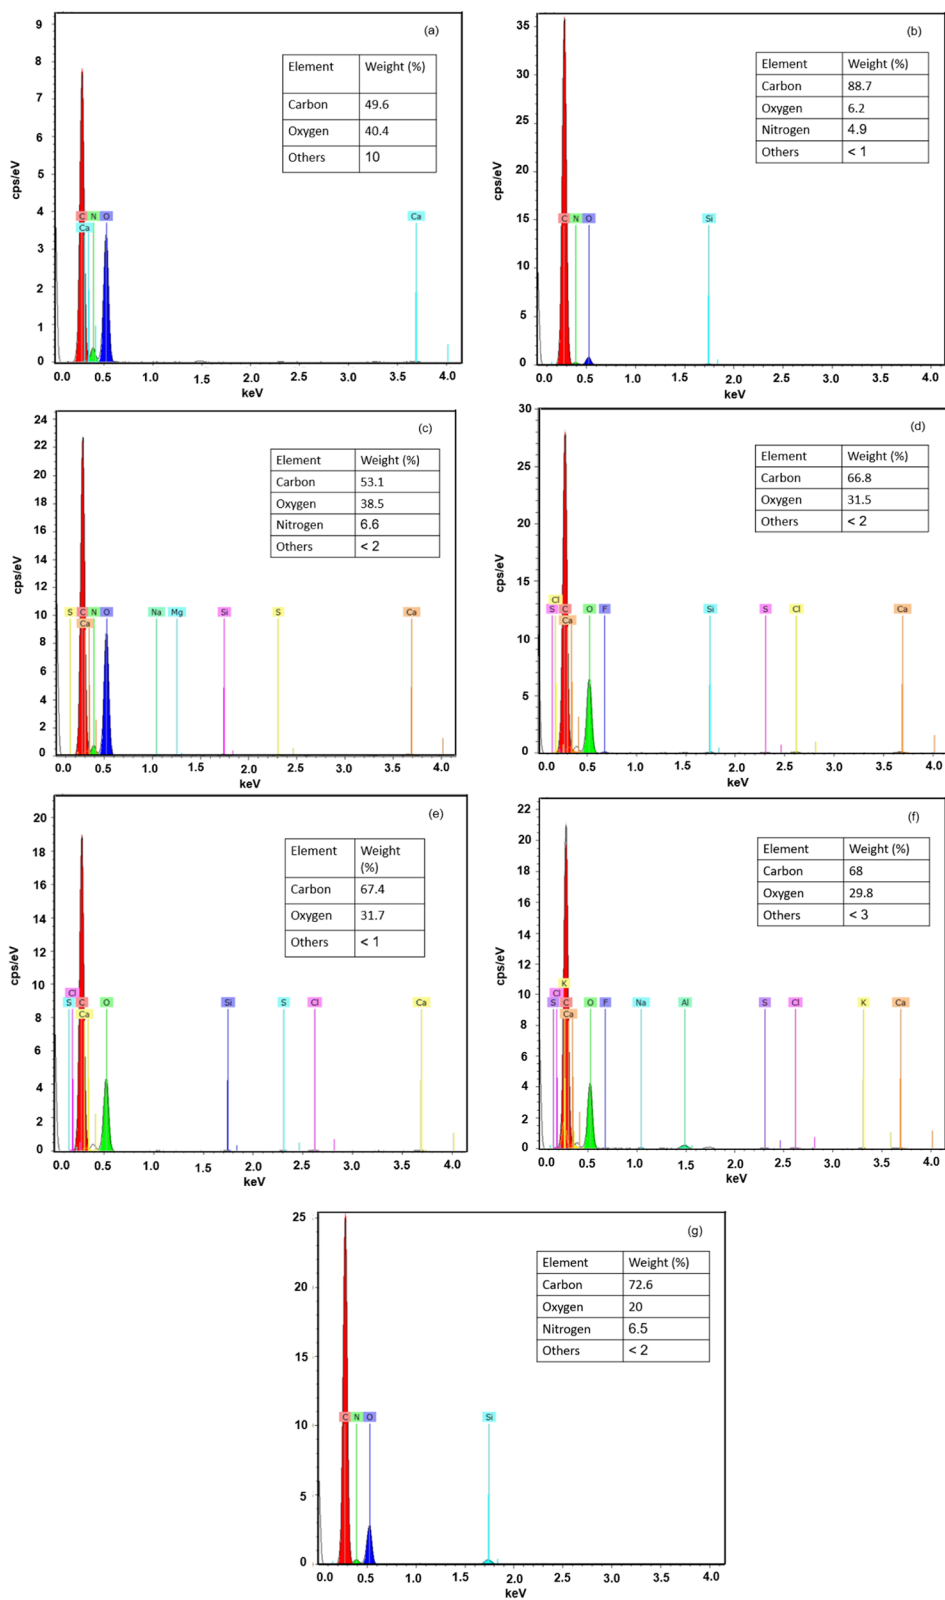 (a)
9
8
7
6
5
4
3
2
1
0
cps/eV
Element Weight (%)
Carbon 49.6
Oxygen 40.4
Others 10
C N O Ca
Ca
0.0 0.5 1.0 1.5 2.0 2.5 3.0 3.5 4.0
keV
(b)
35
30
25
20
15
10
5
0
cps/eV
Element Weight (%)
Carbon 88.7
Oxygen 6.2
Nitrogen 4.9
Others < 1
C N O Si
0.0 0.5 1.0 1.5 2.0 2.5 3.0 3.5 4.0
keV
(c)
22
20
18
16
14
12
10
8
6
4
2
0
cps/eV
Element Weight (%)
Carbon 53.1
Oxygen 38.5
Nitrogen 6.6
Others < 2
S C N O Na Mg Si S Ca
Ca
0.0 0.5 1.0 1.5 2.0 2.5 3.0 3.5 4.0
keV
(d)
30
25
20
15
10
5
0
cps/eV
Element Weight (%)
Carbon 66.8
Oxygen 31.5
Others < 2
Cl
S C O F Si S Cl Ca
Ca
0.0 0.5 1.0 1.5 2.0 2.5 3.0 3.5 4.0
keV
(e)
20
18
16
14
12
10
8
6
4
2
0
cps/eV
Element Weight
(%)
Carbon 67.4
Oxygen 31.7
Others < 1
Cl
S C O Si S Cl Ca
Ca
0.0 0.5 1.0 1.5 2.0 2.5 3.0 3.5 4.0
keV
(f)
22
20
18
16
14
12
10
8
6
4
2
0
cps/eV
Element Weight (%)
Carbon 68
Oxygen 29.8
Others < 3
K
Cl
S C O F Na Al S Cl K Ca
Ca
0.0 0.5 1.0 1.5 2.0 2.5 3.0 3.5 4.0
keV
(g)
25
20
15
10
5
0
cps/eV
Element Weight (%)
Carbon 72.6
Oxygen 20
Nitrogen 6.5
Others < 2
C N O Si
0.0 0.5 1.0 1.5 2.0 2.5 3.0 3.5 4.0
keV